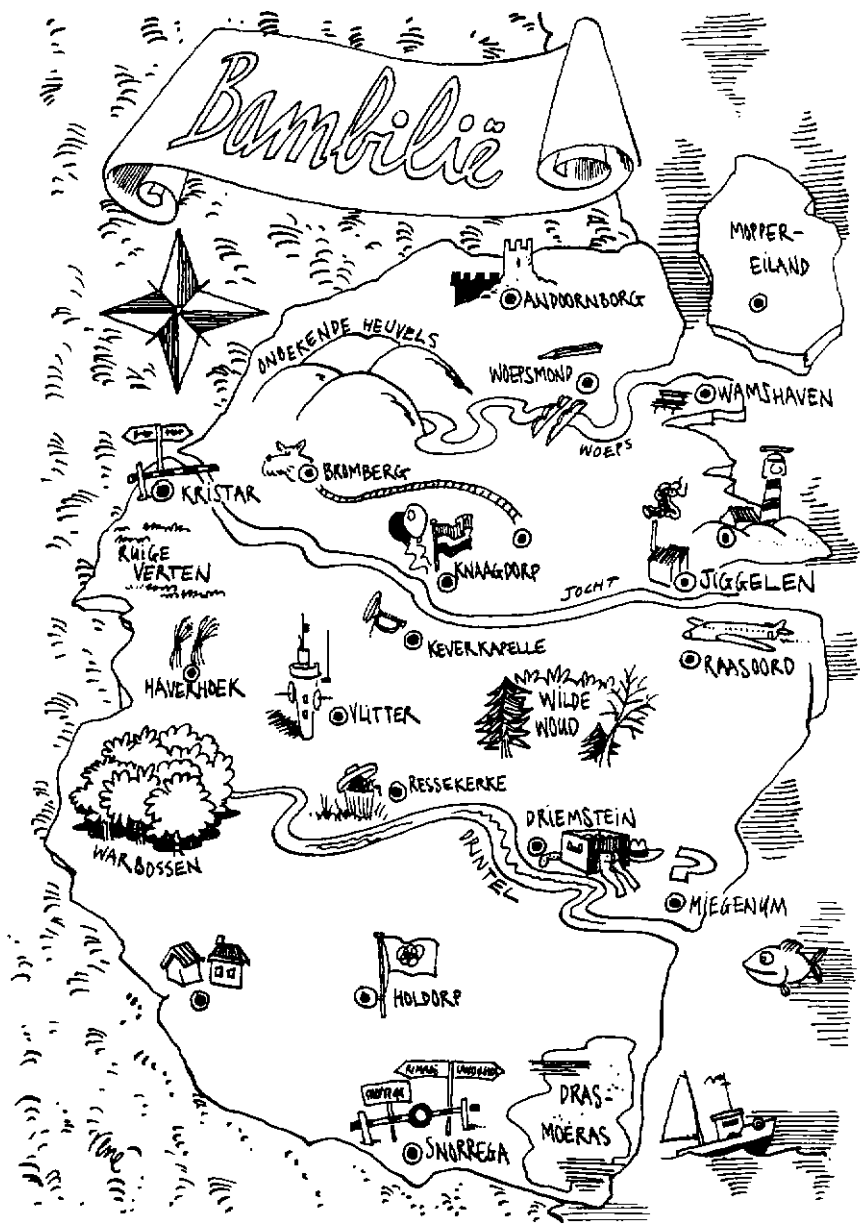 Bambilië
MOPPER-
EILAND
ANDOORNBORG
ONBEKENDE HEUVELS
WOEPSMOND
WAMSHAVEN
WOEPS
BROMBERG
KRISTAR
RUIGE
VERTEN
KNAAGDORP
JOCHT
JIGGELEN
KEVERKAPELLE
RAASOORD
HAVERHOEK
WILDE
WOUD
VLITTER
RESSEKERKE
DRIEMSTEIN
WARBOSSEN
DRINTEL
MIEGENUM
HOLDORP
DRAS-
MOERAS
SNORREGA